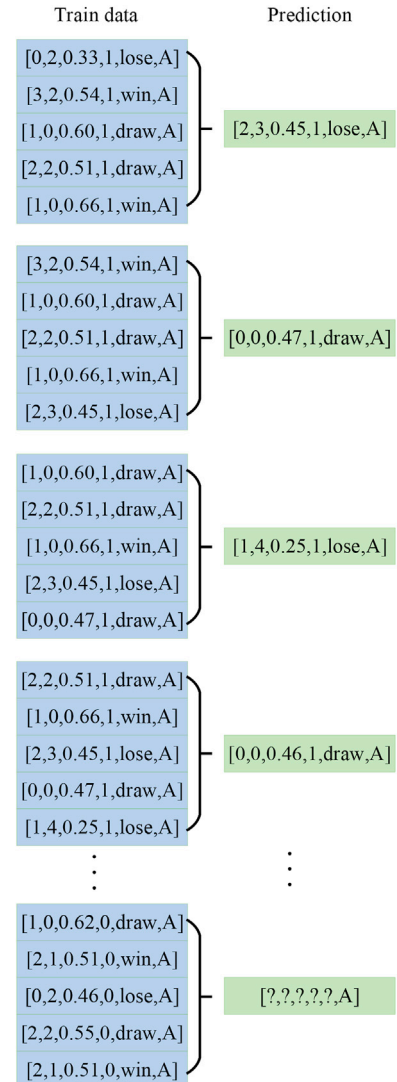 Train data Prediction
[0,2,0.33,1,lose,A]
[3,2,0.54,1,win,A]
[1,0,0.60,1,draw,A]
[2,2,0.51,1,draw,A]
[1,0,0.66,1,win,A]
[2,3,0.45,1,lose,A]
[3,2,0.54,1,win,A]
[1,0,0.60,1,draw,A]
[2,2,0.51,1,draw,A]
[1,0,0.66,1,win,A]
[2,3,0.45,1,lose,A]
[0,0,0.47,1,draw,A]
[1,0,0.60,1,draw,A]
[2,2,0.51,1,draw,A]
[1,0,0.66,1,win,A]
[2,3,0.45,1,lose,A]
[0,0,0.47,1,draw,A]
[1,4,0.25,1,lose,A]
[2,2,0.51,1,draw,A]
[1,0,0.66,1,win,A]
[2,3,0.45,1,lose,A]
[0,0,0.47,1,draw,A]
[1,4,0.25,1,lose,A]
[0,0,0.46,1,draw,A]
[1,0,0.62,0,draw,A]
[2,1,0.51,0,win,A]
[0,2,0.46,0,lose,A]
[2,2,0.55,0,draw,A]
[2,1,0.51,0,win,A]
[?,?,?,?,?,A]